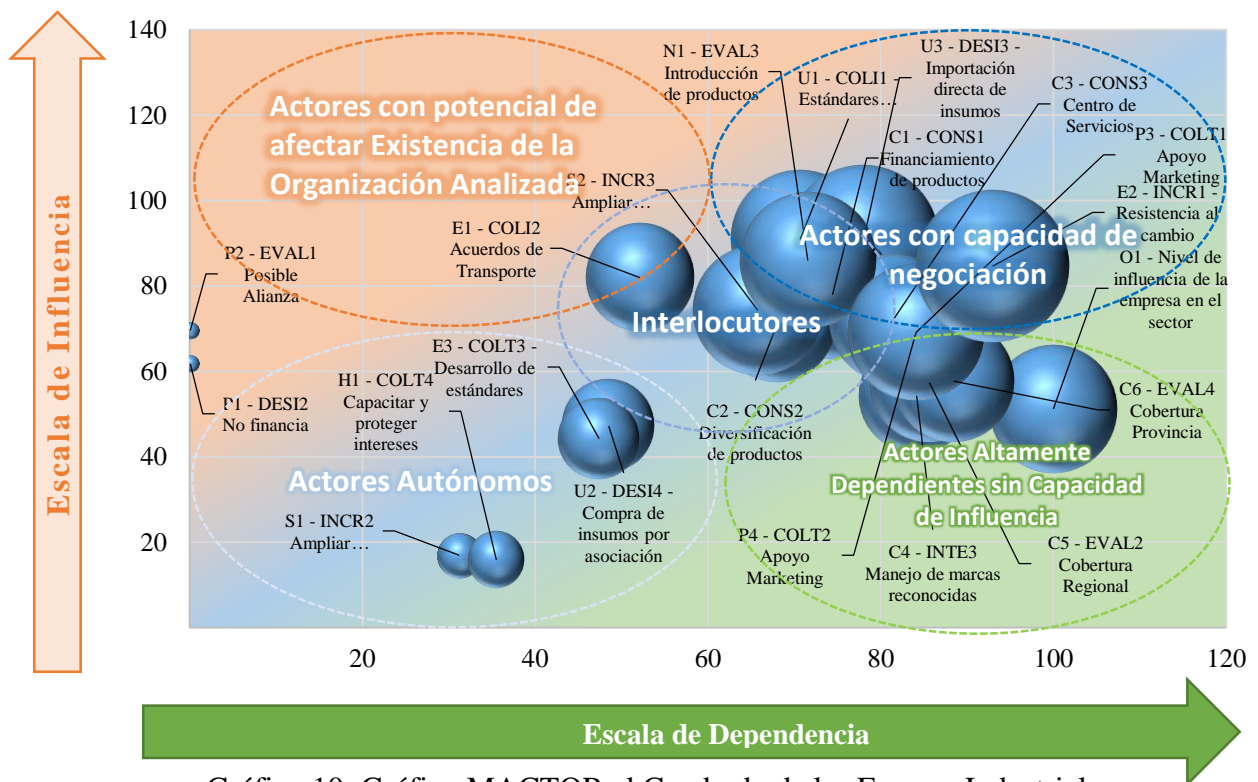 140
120
100
80
60
40
20
Escala de Influencia
Actores con potencial de
afectar Existencia de la
Organización Analizada
N1 - EVAL3
Introducción
de productos
U1 - COLI1 -
Estándares…
U3 - DESI3 -
Importación
directa de
insumos
C3 - CONS3
Centro de
Servicios
C1 - CONS1
Financiamiento
de productos
P3 - COLT1
Apoyo
Marketing
E2 - INCR1 -
Resistencia al
cambio
O1 - Nivel de
influencia de la
empresa en el
sector
S2 - INCR3
Ampliar…
E1 - COLI2
Acuerdos de
Transporte
P2 - EVAL1
Posible
Alianza
Actores con capacidad de
negociación
Interlocutores
E3 - COLT3 -
Desarrollo de
estándares
H1 - COLT4
Capacitar y
proteger
intereses
P1 - DESI2
No financia
C2 - CONS2
Diversificación
de productos
C6 - EVAL4
Cobertura
Provincia
Actores Autónomos
Actores Altamente
Dependientes sin Capacidad
de Influencia
U2 - DESI4 -
Compra de
insumos por
asociación
S1 - INCR2
Ampliar…
P4 - COLT2
Apoyo
Marketing
C4 - INTE3
Manejo de marcas
reconocidas
C5 - EVAL2
Cobertura
Regional
20 40 60 80 100 120
Escala de Dependencia